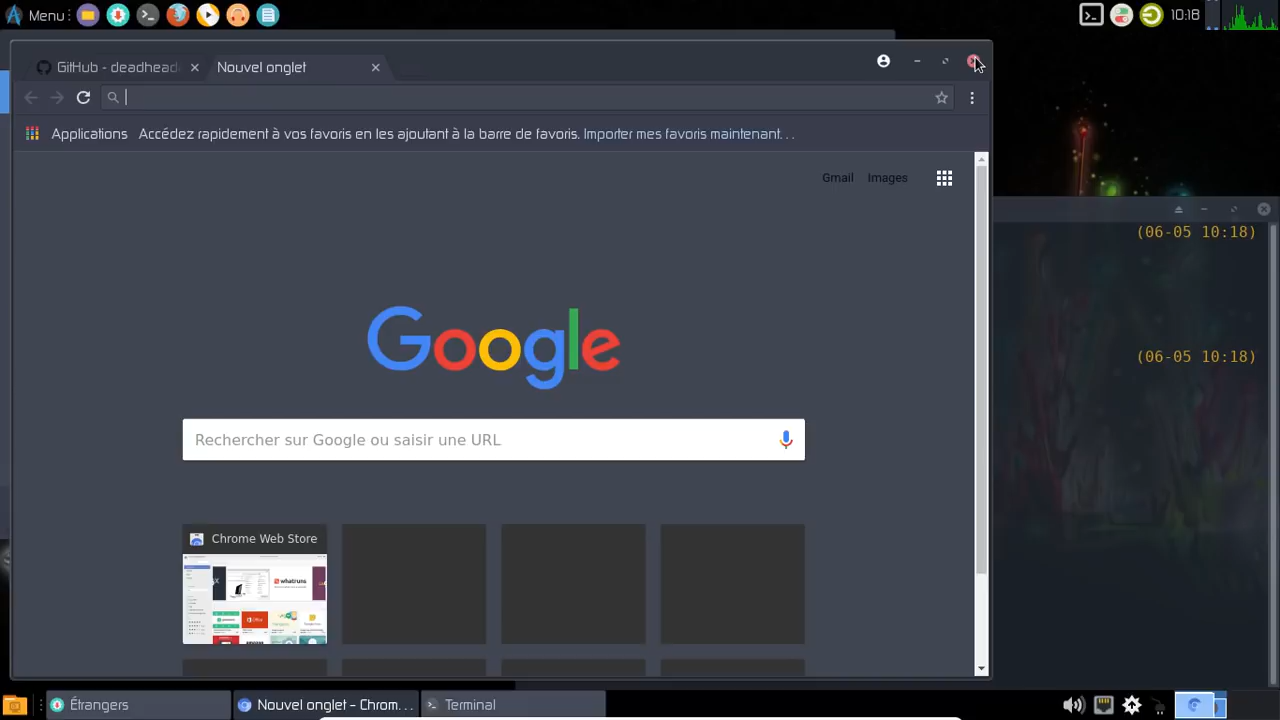 Menu
10:18
GitHub - deadhead
Nouvel onglet
Applications
Accédez rapidement à vos favoris en les ajoutant à la barre de favoris. Importer mes favoris maintenant...
Gmail
Images
(06-05 10:18)
(06-05 10:18)
Google
Rechercher sur Google ou saisir une URL
Chrome Web Store
whatruns
Office
Étrangers
Nouvel onglet - Chrom...
Terminal